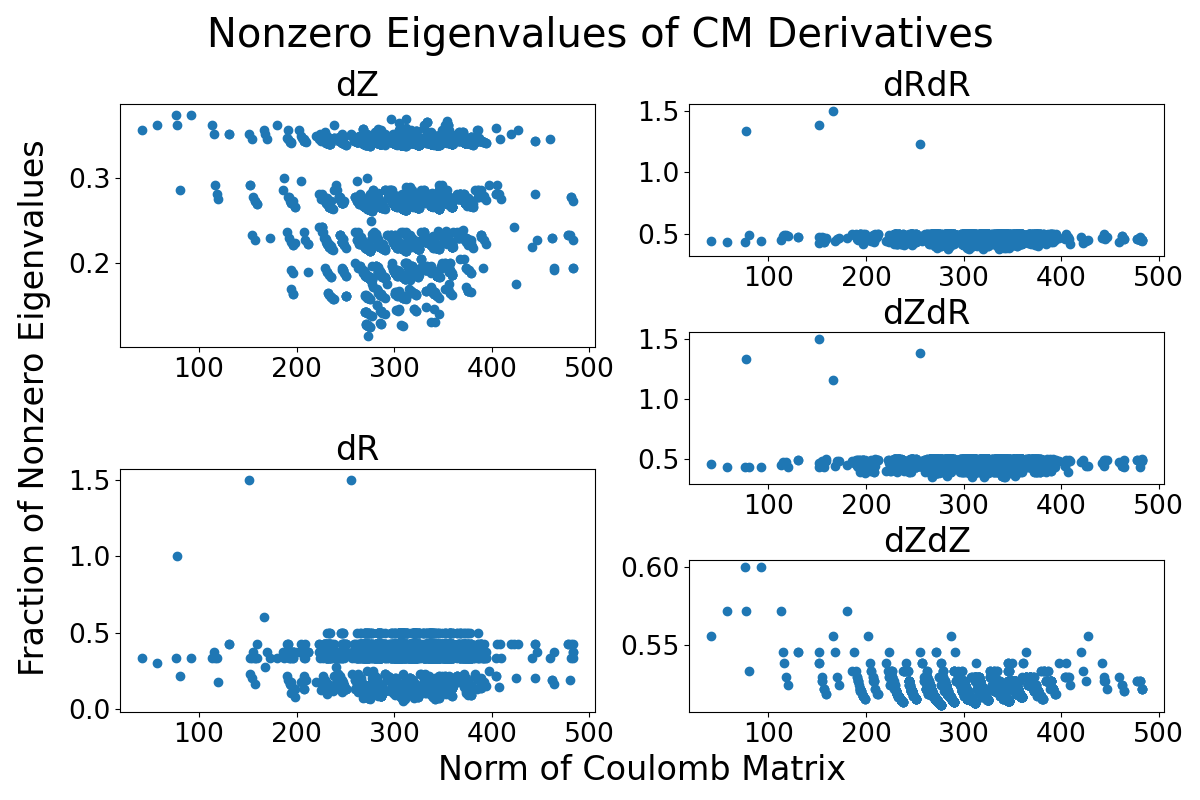 Nonzero Eigenvalues of CM Derivatives
Fraction of Nonzero Eigenvalues
dZ
0.3
0.2
100 200 300 400 500
dR
1.5
1.0
0.5
0.0
100 200 300 400 500
dRdR
1.5
1.0
0.5
100 200 300 400 500
dZdR
1.5
1.0
0.5
100 200 300 400 500
dZdZ
0.60
0.55
100 200 300 400 500
Norm of Coulomb Matrix